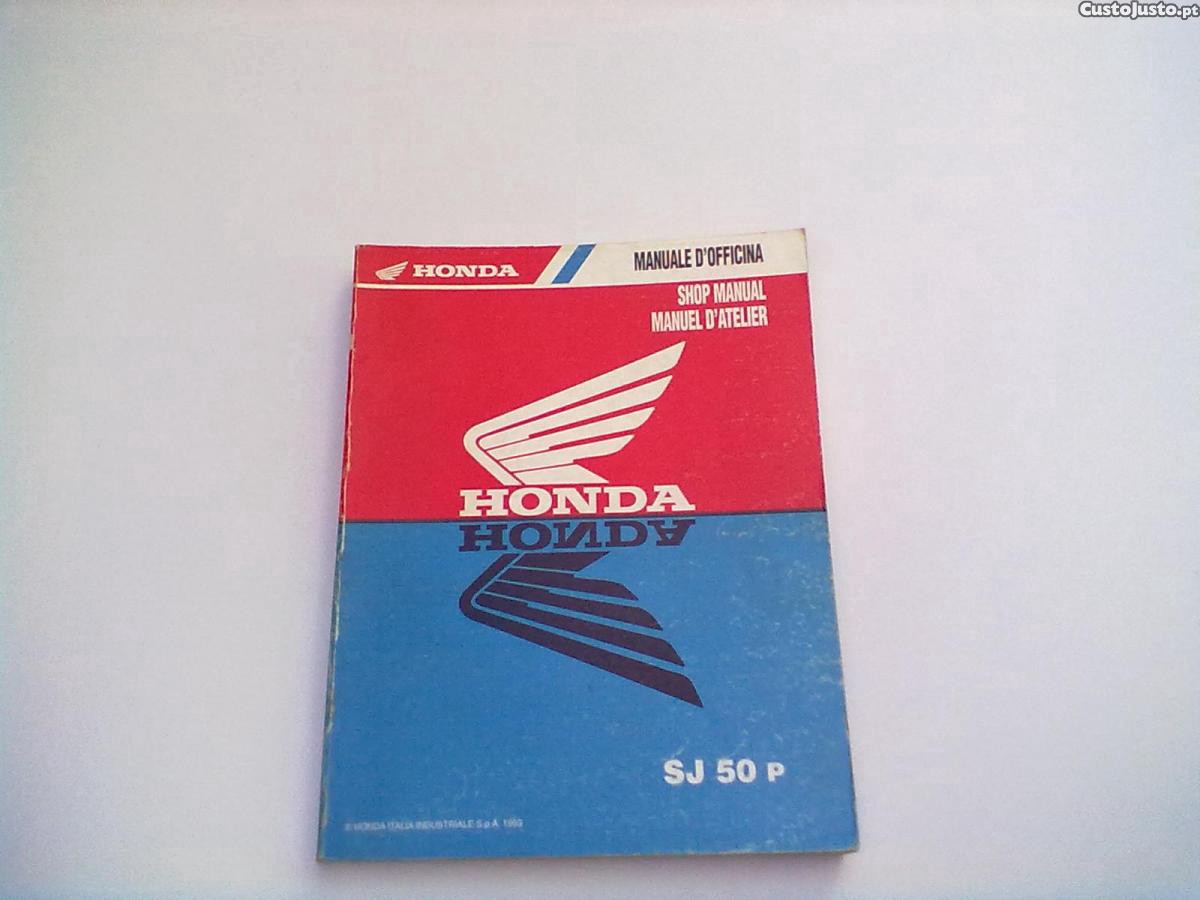 CustoJusto.pt
HONDA
MANUALE D'OFFICINA
SHOP MANUAL
MANUEL D'ATELIER
HONDA
HONDA
SJ 50 P
© HONDA ITALIA INDUSTRIALE S.p.A. 1993